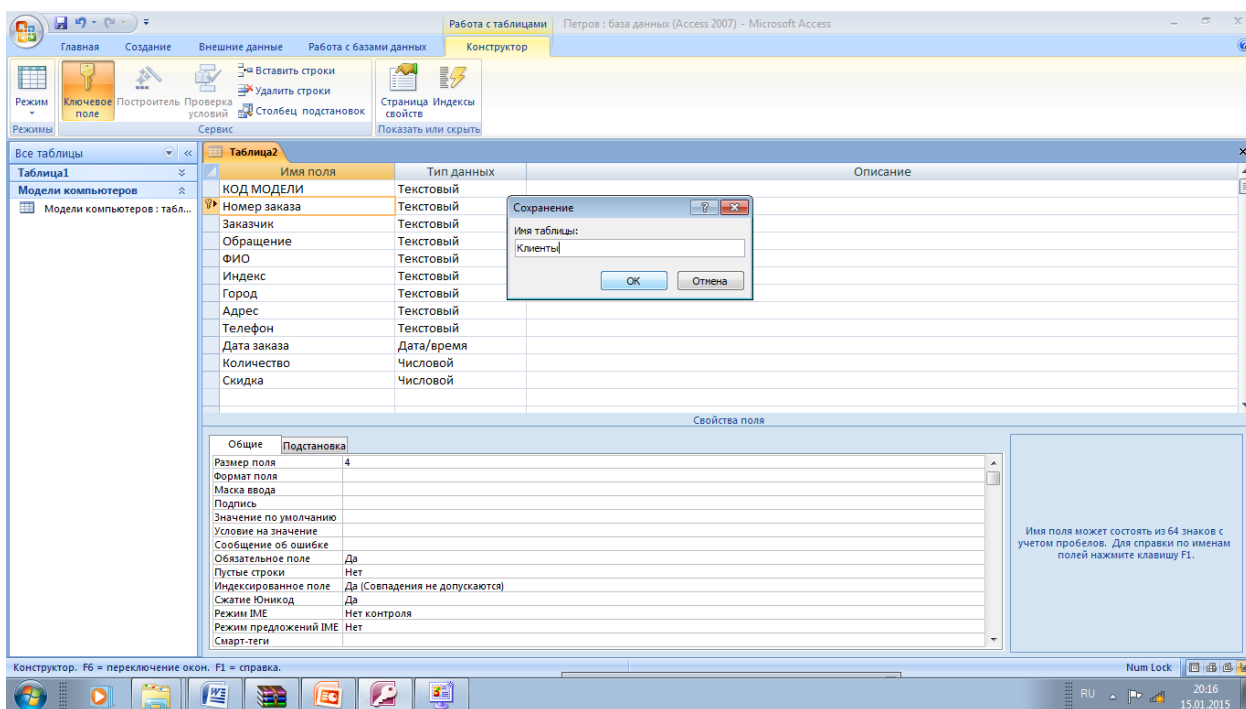 Работа с таблицами Петров : база данных (Access 2007) - Microsoft Access
Главная Создание Внешние данные Работа с базами данных Конструктор
Режим
Ключевое поле
Построитель
Проверка условий
Вставить строки
Удалить строки
Столбец подстановок
Страница свойств
Индексы
Режимы Сервис Показать или скрыть
Все таблицы
Таблица1
Модели компьютеров
Модели компьютеров : табл...
Таблица2
Имя поля Тип данных Описание
КОД МОДЕЛИ Текстовый
Номер заказа Текстовый
Заказчик Текстовый
Обращение Текстовый
ФИО Текстовый
Индекс Текстовый
Город Текстовый
Адрес Текстовый
Телефон Текстовый
Дата заказа Дата/время
Количество Числовой
Скидка Числовой
Сохранение
Имя таблицы:
Клиенты
ОК Отмена
Свойства поля
Общие Подстановка
Размер поля 4
Формат поля
Маска ввода
Подпись
Значение по умолчанию
Условие на значение
Сообщение об ошибке
Обязательное поле Да
Пустые строки Нет
Индексированное поле Да (Совпадения не допускаются)
Сжатие Юникод Да
Режим IME Нет контроля
Режим предложений IME Нет
Смарт-теги
Имя поля может состоять из 64 знаков с
учетом пробелов. Для справки по именам
полей нажмите клавишу F1.
Конструктор. F6 = переключение окон. F1 = справка. Num Lock
RU 20:16
15.01.2015